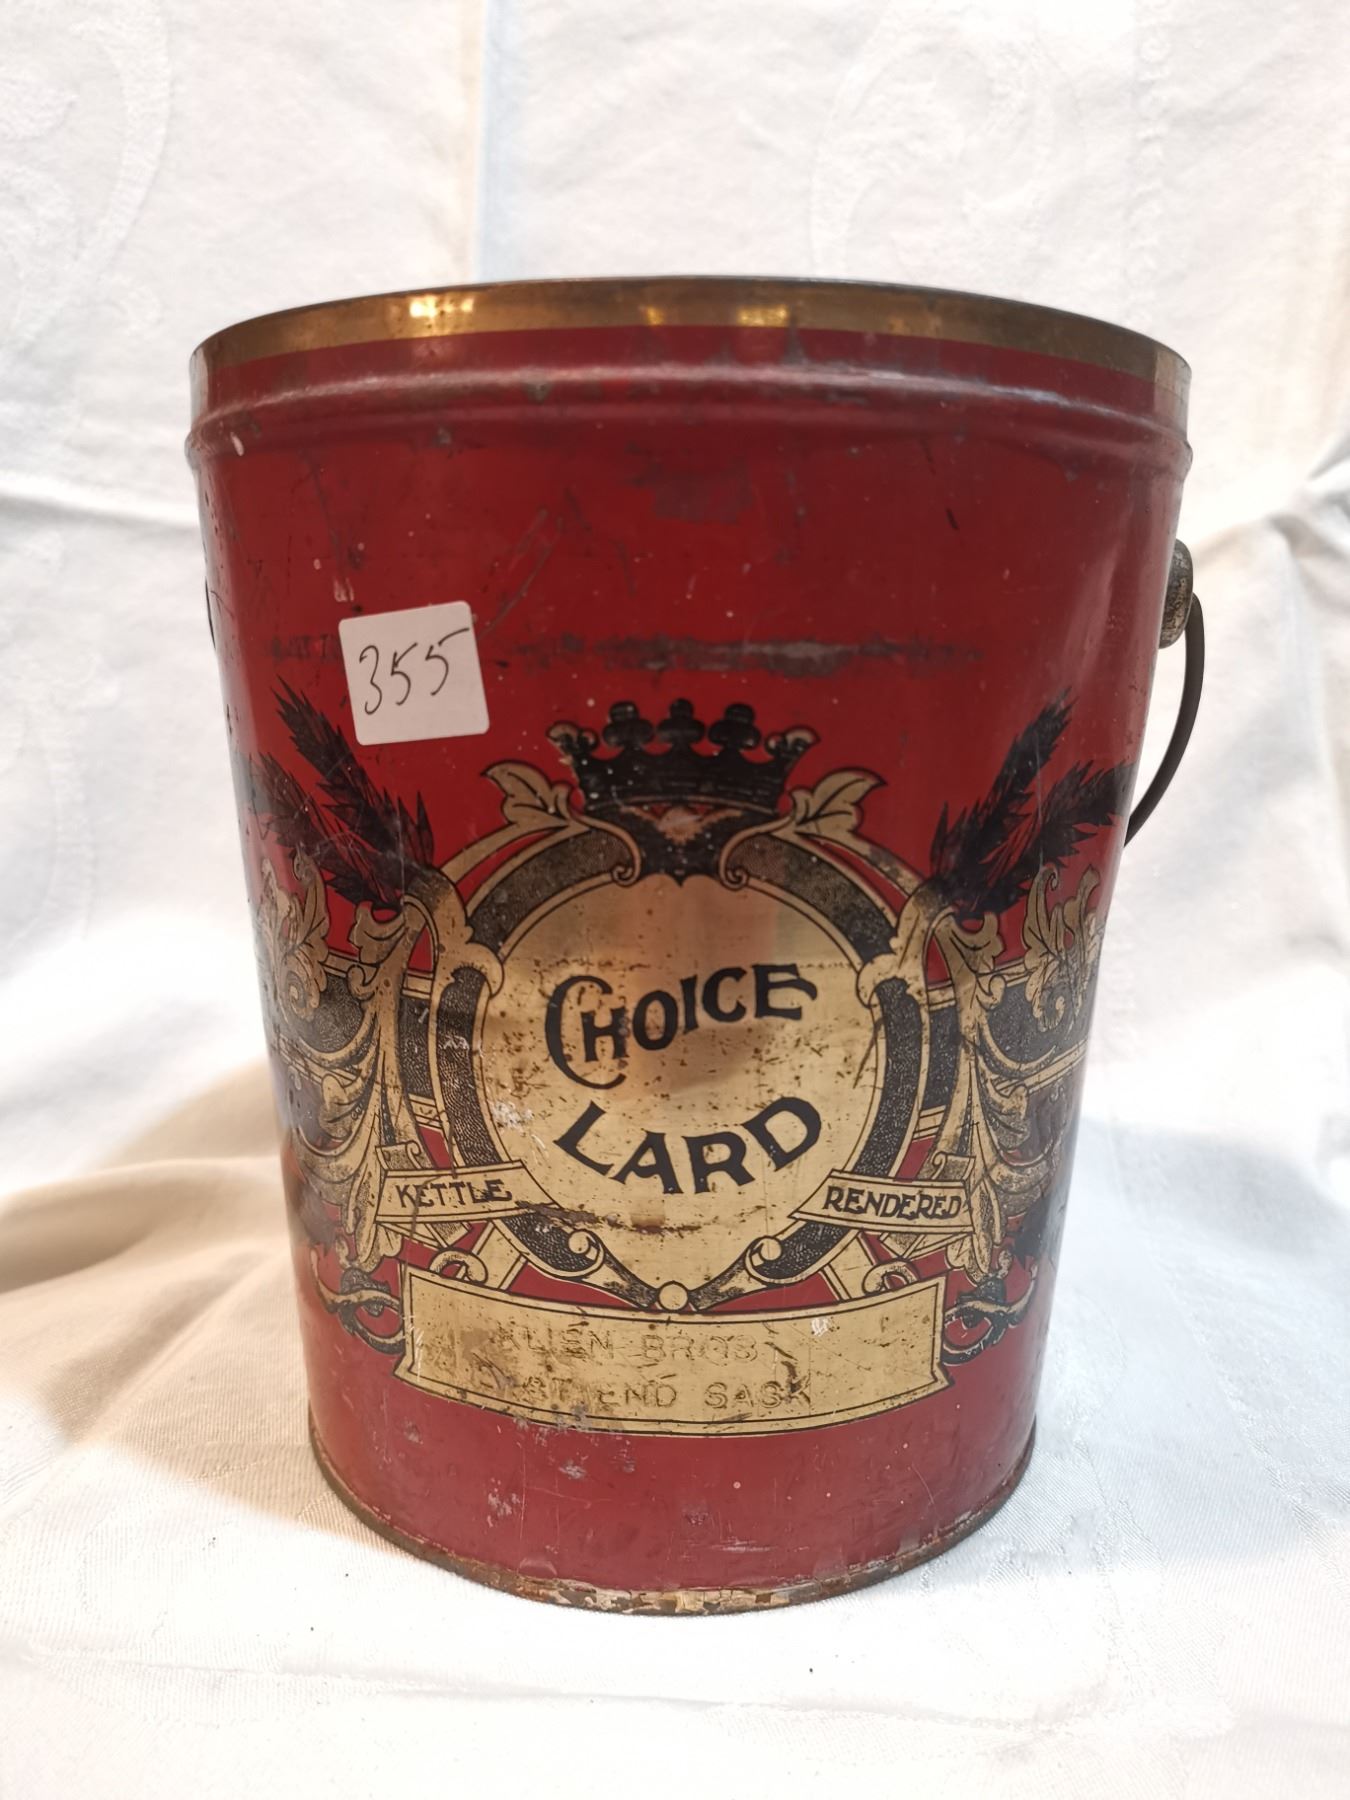 355
CHOICE
LARD
KETTLE
RENDERED
BROS
SASK